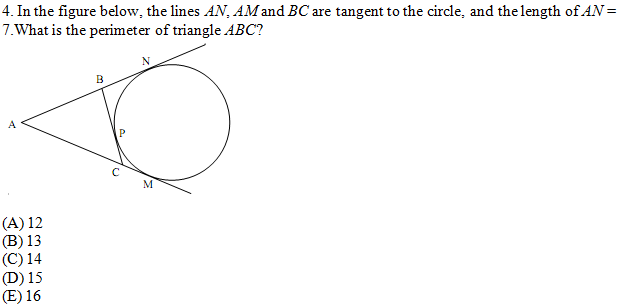 4. In the figure below, the lines AN, AM and BC are tangent to the circle, and the length of AN =
7.What is the perimeter of triangle ABC?
N
B
A
P
C
M
(A) 12
(B) 13
(C) 14
(D) 15
(E) 16